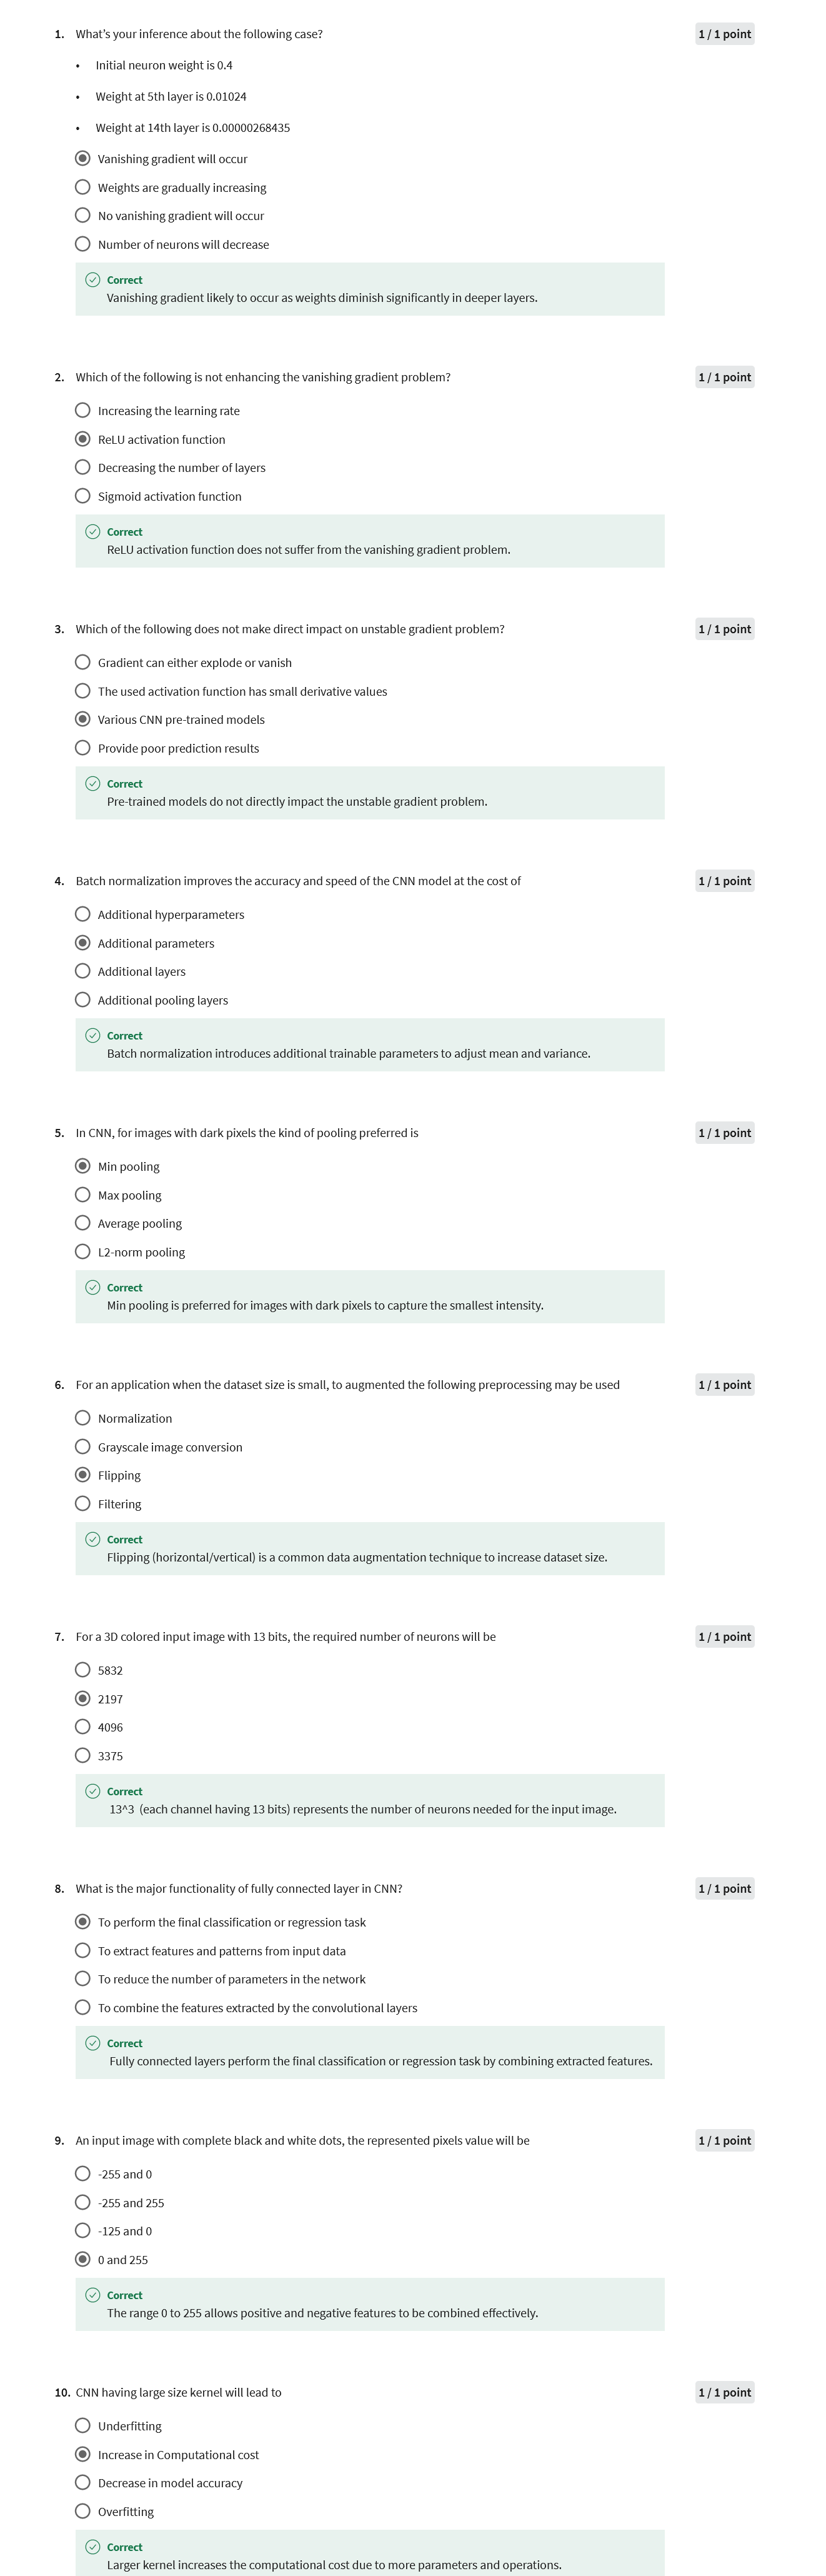 1. What's your inference about the following case?
1 / 1 point
• Initial neuron weight is 0.4
• Weight at 5th layer is 0.01024
• Weight at 14th layer is 0.00000268435
Vanishing gradient will occur
Weights are gradually increasing
No vanishing gradient will occur
Number of neurons will decrease
Correct
Vanishing gradient likely to occur as weights diminish significantly in deeper layers.
2. Which of the following is not enhancing the vanishing gradient problem?
1 / 1 point
Increasing the learning rate
ReLU activation function
Decreasing the number of layers
Sigmoid activation function
Correct
ReLU activation function does not suffer from the vanishing gradient problem.
3. Which of the following does not make direct impact on unstable gradient problem?
1 / 1 point
Gradient can either explode or vanish
The used activation function has small derivative values
Various CNN pre-trained models
Provide poor prediction results
Correct
Pre-trained models do not directly impact the unstable gradient problem.
4. Batch normalization improves the accuracy and speed of the CNN model at the cost of
1 / 1 point
Additional hyperparameters
Additional parameters
Additional layers
Additional pooling layers
Correct
Batch normalization introduces additional trainable parameters to adjust mean and variance.
5. In CNN, for images with dark pixels the kind of pooling preferred is
1 / 1 point
Min pooling
Max pooling
Average pooling
L2-norm pooling
Correct
Min pooling is preferred for images with dark pixels to capture the smallest intensity.
6. For an application when the dataset size is small, to augmented the following preprocessing may be used
1 / 1 point
Normalization
Grayscale image conversion
Flipping
Filtering
Correct
Flipping (horizontal/vertical) is a common data augmentation technique to increase dataset size.
7. For a 3D colored input image with 13 bits, the required number of neurons will be
1 / 1 point
5832
2197
4096
3375
Correct
13^3 (each channel having 13 bits) represents the number of neurons needed for the input image.
8. What is the major functionality of fully connected layer in CNN?
1 / 1 point
To perform the final classification or regression task
To extract features and patterns from input data
To reduce the number of parameters in the network
To combine the features extracted by the convolutional layers
Correct
Fully connected layers perform the final classification or regression task by combining extracted features.
9. An input image with complete black and white dots, the represented pixels value will be
1 / 1 point
-255 and 0
-255 and 255
-125 and 0
0 and 255
Correct
The range 0 to 255 allows positive and negative features to be combined effectively.
10. CNN having large size kernel will lead to
1 / 1 point
Underfitting
Increase in Computational cost
Decrease in model accuracy
Overfitting
Correct
Larger kernel increases the computational cost due to more parameters and operations.